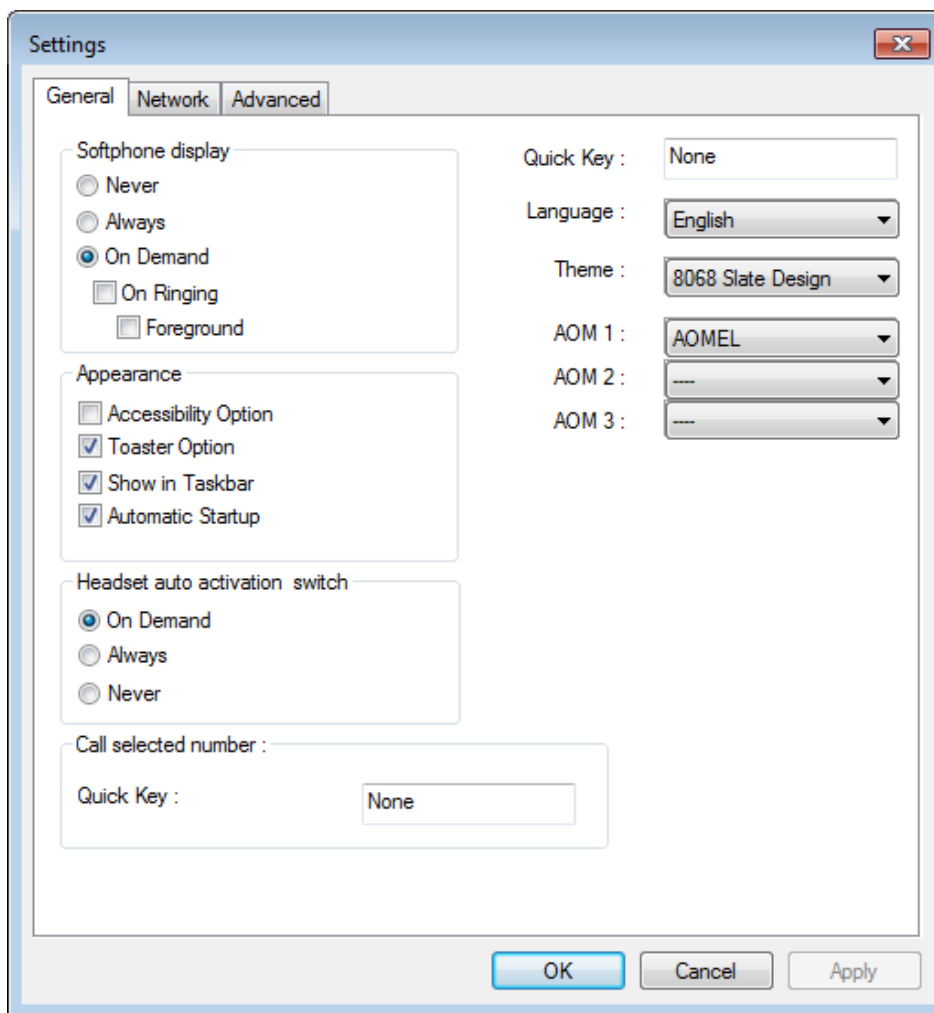 Settings
General Network Advanced
Softphone display
Never
Always
On Demand
On Ringing
Foreground
Appearance
Accessibility Option
Toaster Option
Show in Taskbar
Automatic Startup
Headset auto activation switch
On Demand
Always
Never
Call selected number :
Quick Key : None
Quick Key : None
Language : English
Theme : 8068 Slate Design
AOM 1 : AOMEL
AOM 2 : ----
AOM 3 : ----
OK Cancel Apply